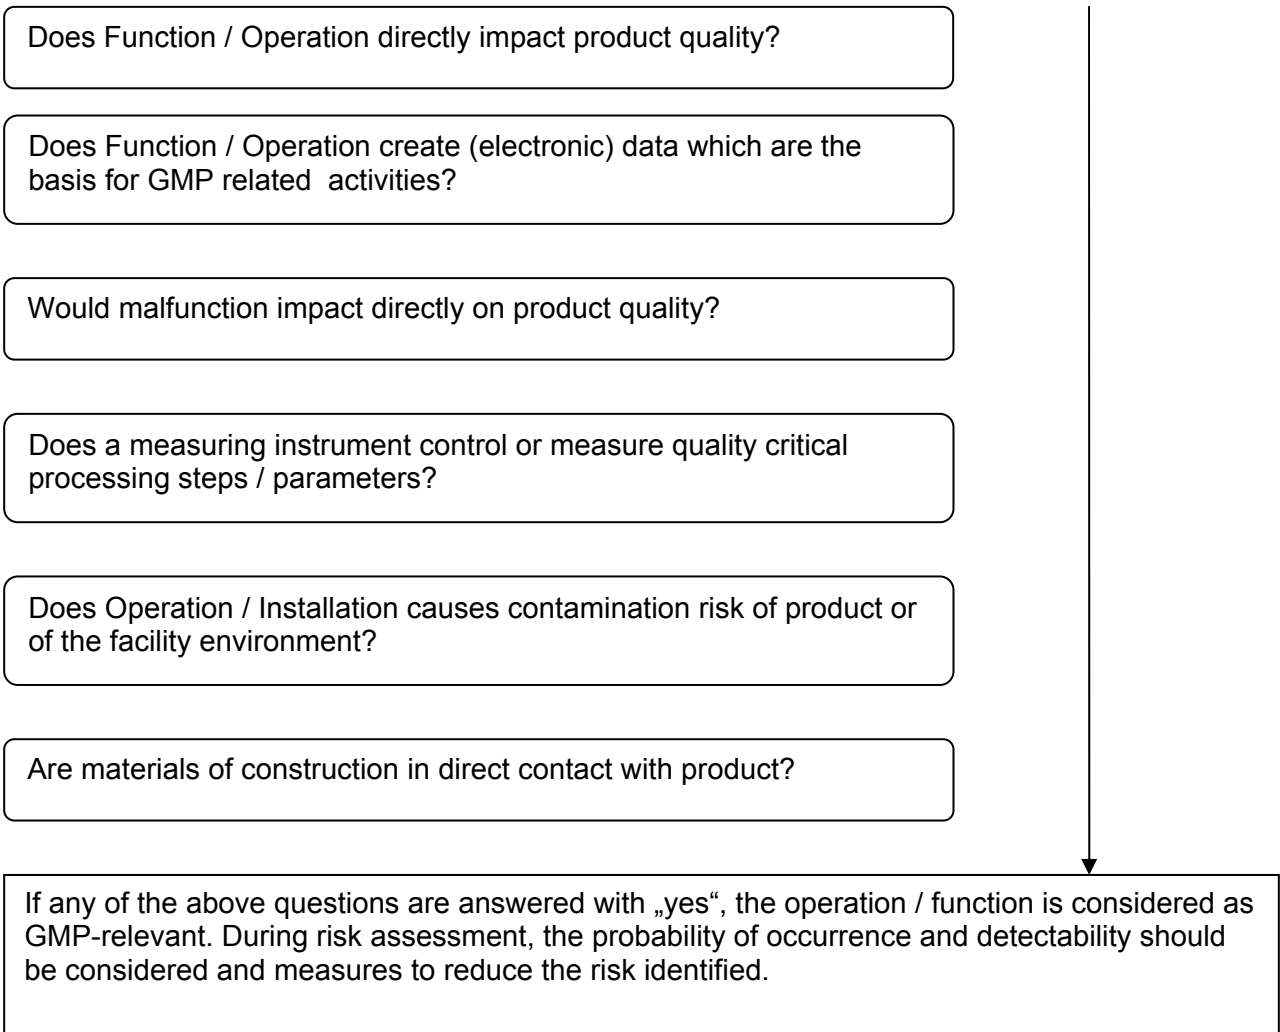 Does Function / Operation directly impact product quality?
Does Function / Operation create (electronic) data which are the
basis for GMP related  activities?
Would malfunction impact directly on product quality?
Does a measuring instrument control or measure quality critical
processing steps / parameters?
Does Operation / Installation causes contamination risk of product or
of the facility environment?
Are materials of construction in direct contact with product?
If any of the above questions are answered with „yes“, the operation / function is considered as
GMP-relevant. During risk assessment, the probability of occurrence and detectability should
be considered and measures to reduce the risk identified.